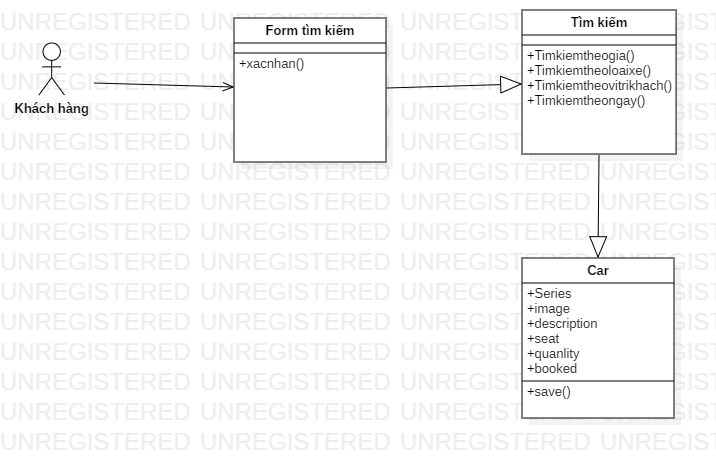 Khách hàng
Form tìm kiếm
+xacnhan()
Tìm kiếm
+Timkiemtheogia()
+Timkiemtheoloaixe()
+Timkiemtheovitrikhach()
+Timkiemtheongay()
Car
+Series
+image
+description
+seat
+quanlity
+booked
+save()
UNREGISTERED